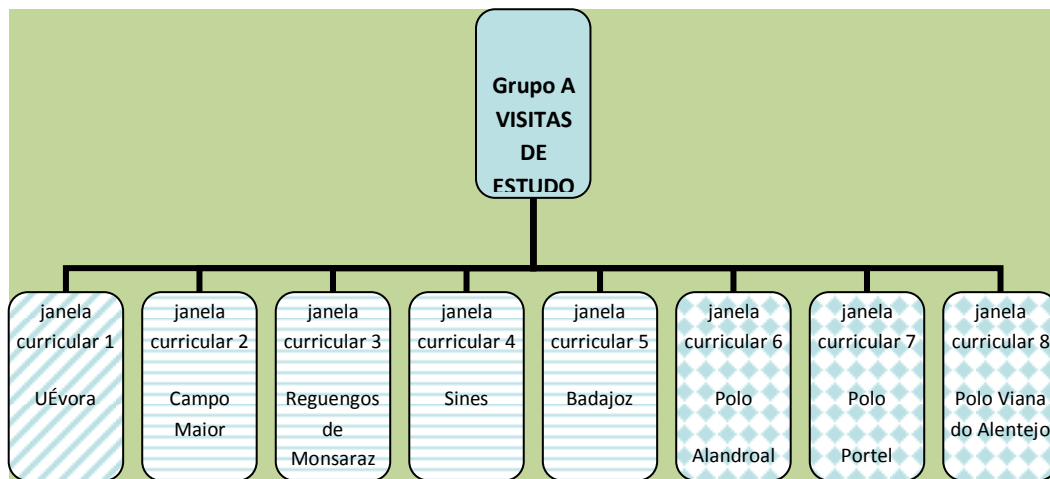 Grupo A
VISITAS
DE
ESTUDO
janela
curricular 1
UÉvora
janela
curricular 2
Campo
Maior
janela
curricular 3
Reguengos
de
Monsaraz
janela
curricular 4
Sines
janela
curricular 5
Badajoz
janela
curricular 6
Polo
Alandroal
janela
curricular 7
Polo
Portel
janela
curricular 8
Polo Viana
do Alentejo